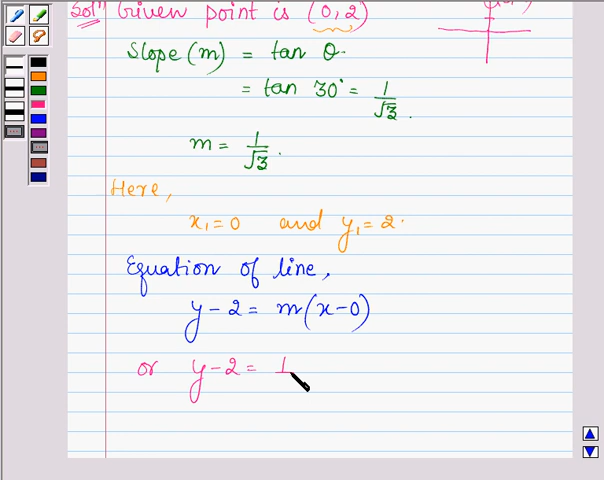 Soln Given point is (0,2)
Slope (m) = tan θ.
= tan 30° = 1/√3.
m = 1/√3.
Here,
x₁=0 and y₁=2.
Equation of line,
y-2 = m(x-0)
or y-2 = 1